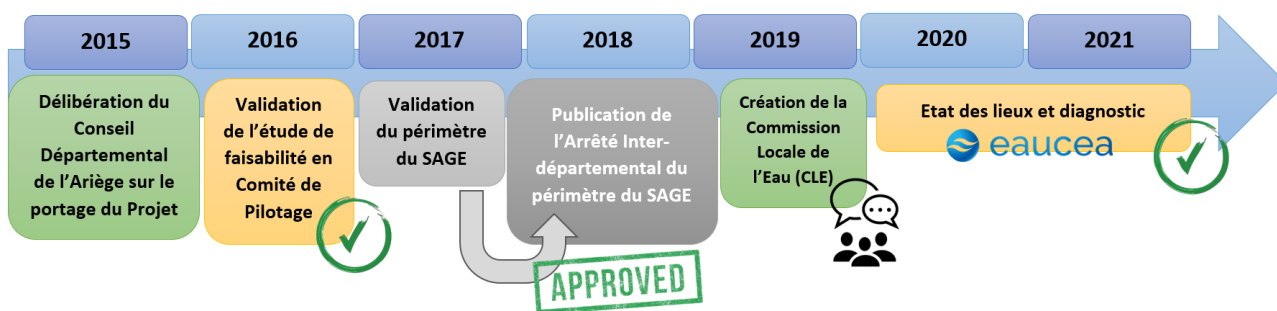 2015
2016
2017
2018
2019
2020
2021
Délibération du
Conseil
Départemental
de l'Ariège sur le
portage du Projet
Validation
de l'étude de
faisabilité en
Comité de
Pilotage
Validation
du périmètre
du SAGE
Publication de
l'Arrêté Inter-
départemental du
périmètre du SAGE
APPROVED
Création de la
Commission
Locale de
l'Eau (CLE)
Etat des lieux et diagnostic
eaucea